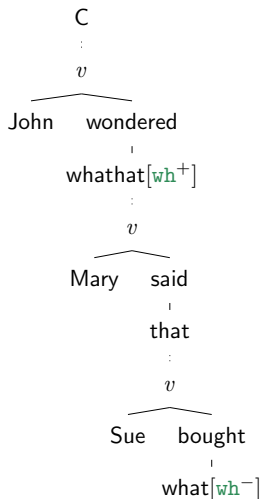 C
:
v
John wondered
whathat[wh+]
:
v
Mary said
that
:
v
Sue bought
what[wh−]